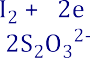 I₂ + 2e
2S₂O₃²⁻